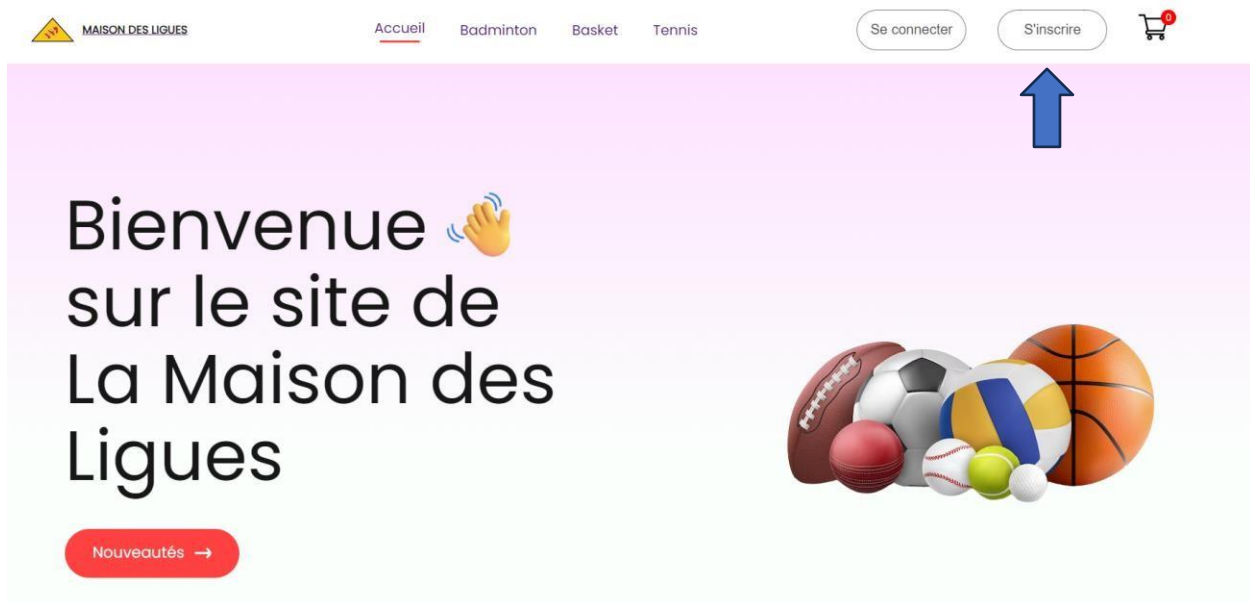 MAISON DES LIGUES
Accueil Badminton Basket Tennis
Se connecter S'inscrire 0
Bienvenue
sur le site de
La Maison des
Ligues
Nouveautés →